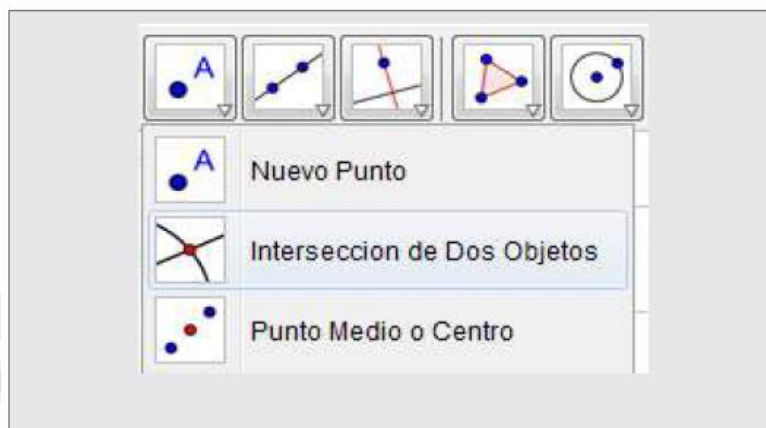 A
A
Nuevo Punto
Interseccion de Dos Objetos
Punto Medio o Centro